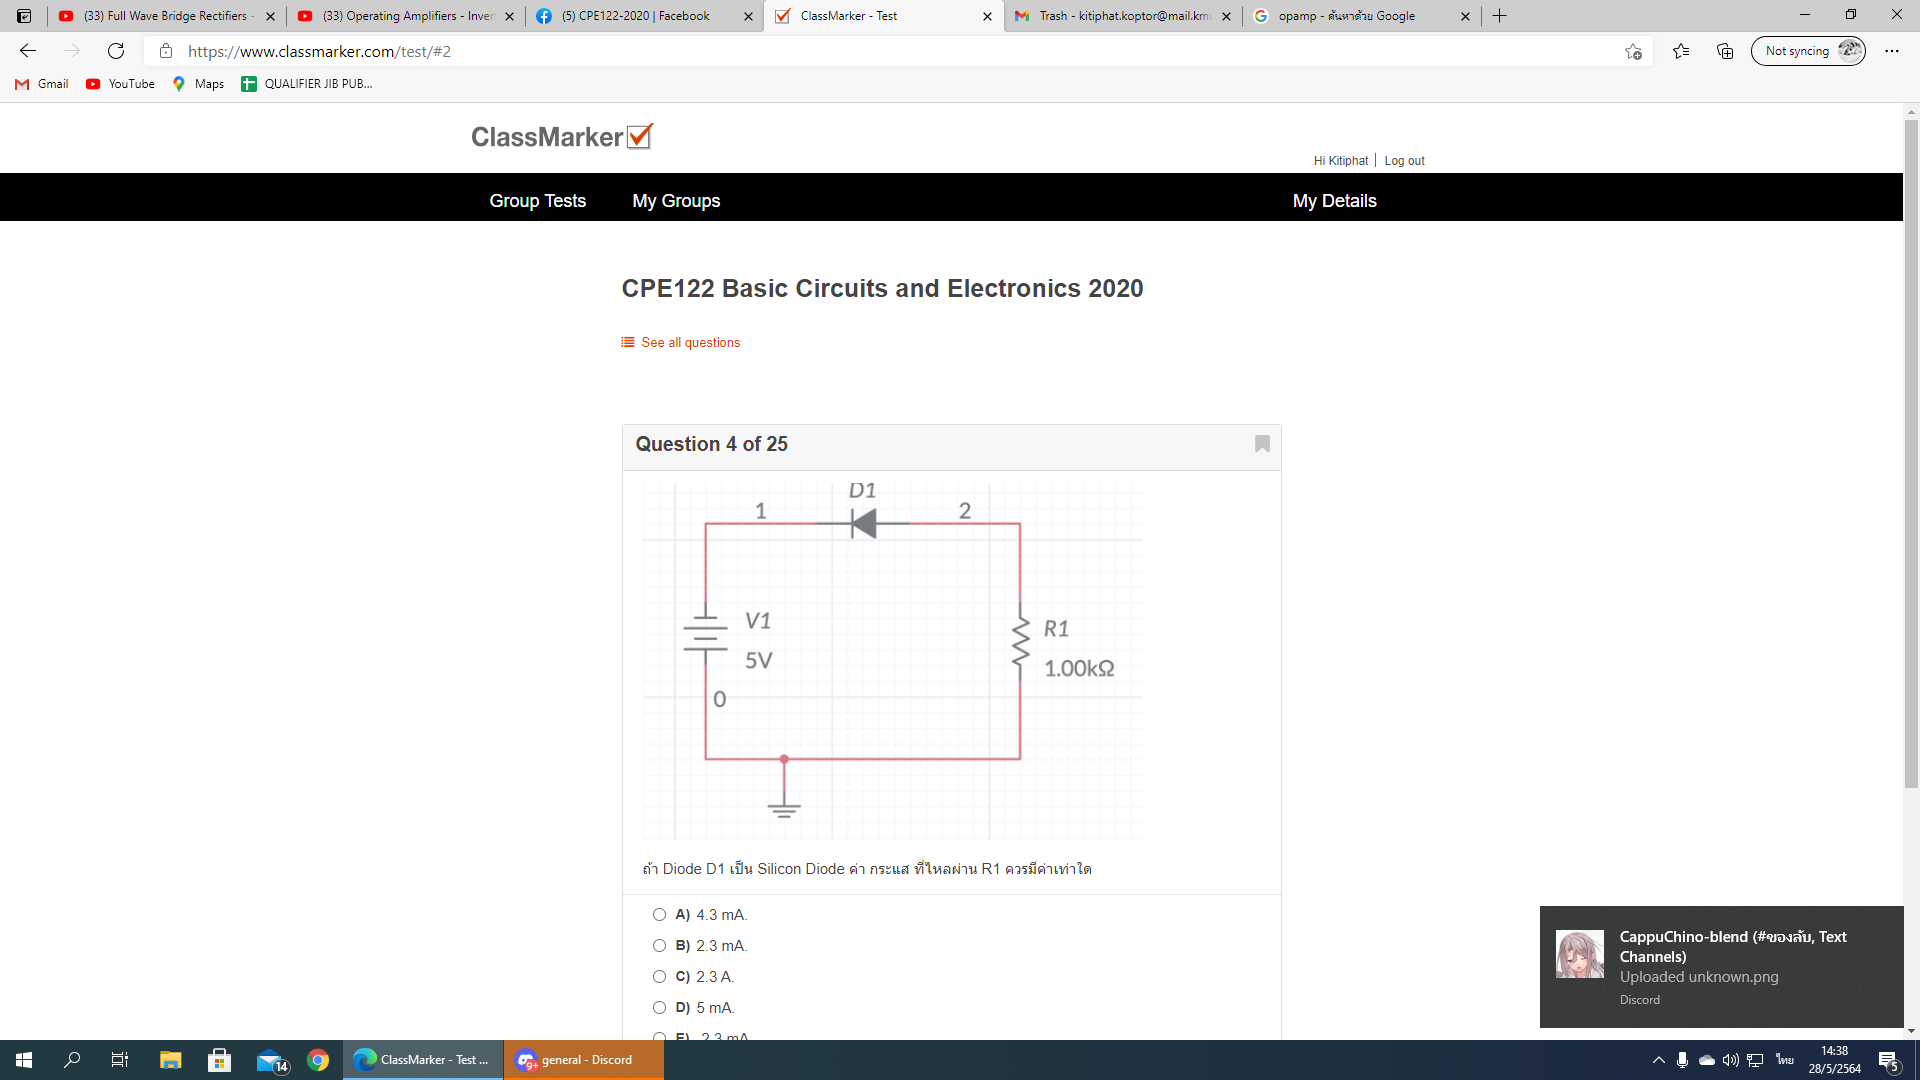 (33) Full Wave Bridge Rectifiers -
(33) Operating Amplifiers - Inver
(5) CPE122-2020 | Facebook
ClassMarker - Test
Trash - kitiphat.koptor@mail.km
opamp - ค้นหาด้วย Google
https://www.classmarker.com/test/#2
Not syncing
Gmail
YouTube
Maps
QUALIFIER JIB PUB...
ClassMarker
Hi Kitiphat | Log out
Group Tests
My Groups
My Details
CPE122 Basic Circuits and Electronics 2020
See all questions
Question 4 of 25
D1
1
2
V1
5V
0
R1
1.00kΩ
ถ้า Diode D1 เป็น Silicon Diode ค่า กระแส ที่ไหลผ่าน R1 ควรมีค่าเท่าใด
A) 4.3 mA.
B) 2.3 mA.
C) 2.3 A.
D) 5 mA.
E) -2.3 mA
CappuChino-blend (#ของลับ, Text
Channels)
Uploaded unknown.png
Discord
14
ClassMarker - Test ...
9+
general - Discord
ไทย
14:38
28/5/2564
5